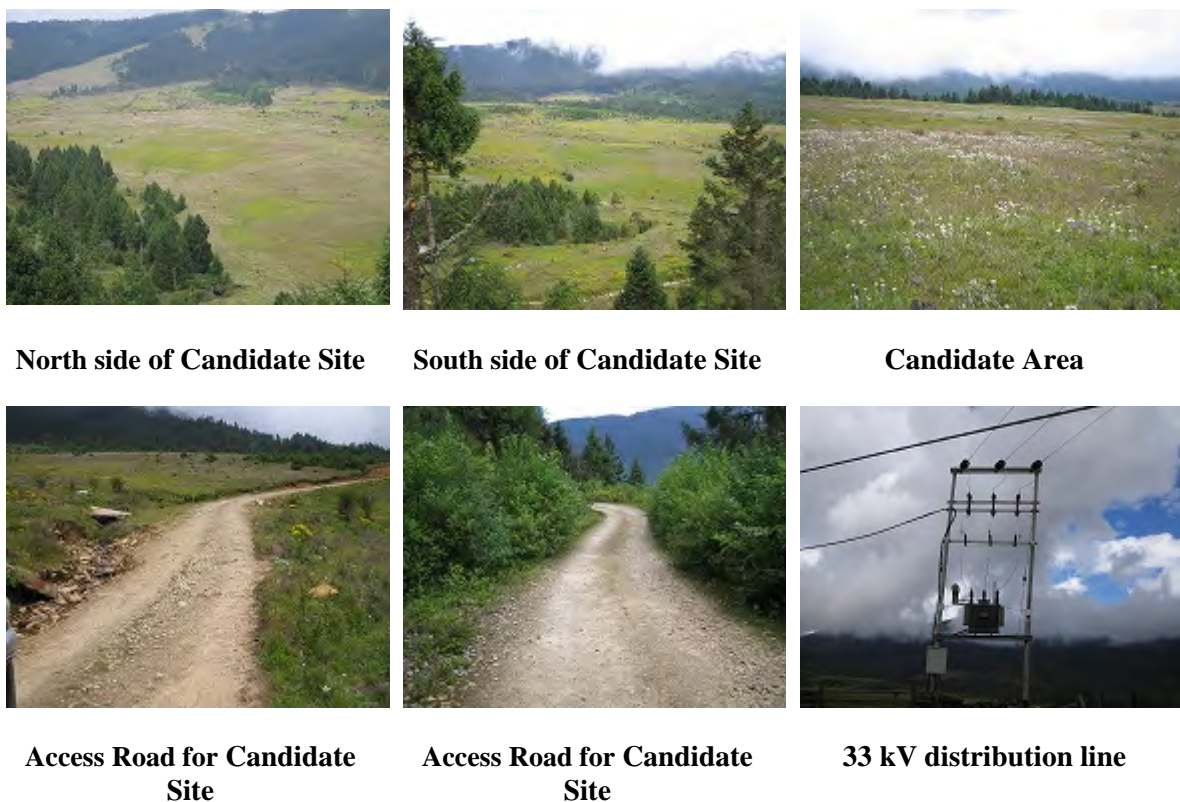 North side of Candidate Site
South side of Candidate Site
Candidate Area
Access Road for Candidate
Site
Access Road for Candidate
Site
33 kV distribution line